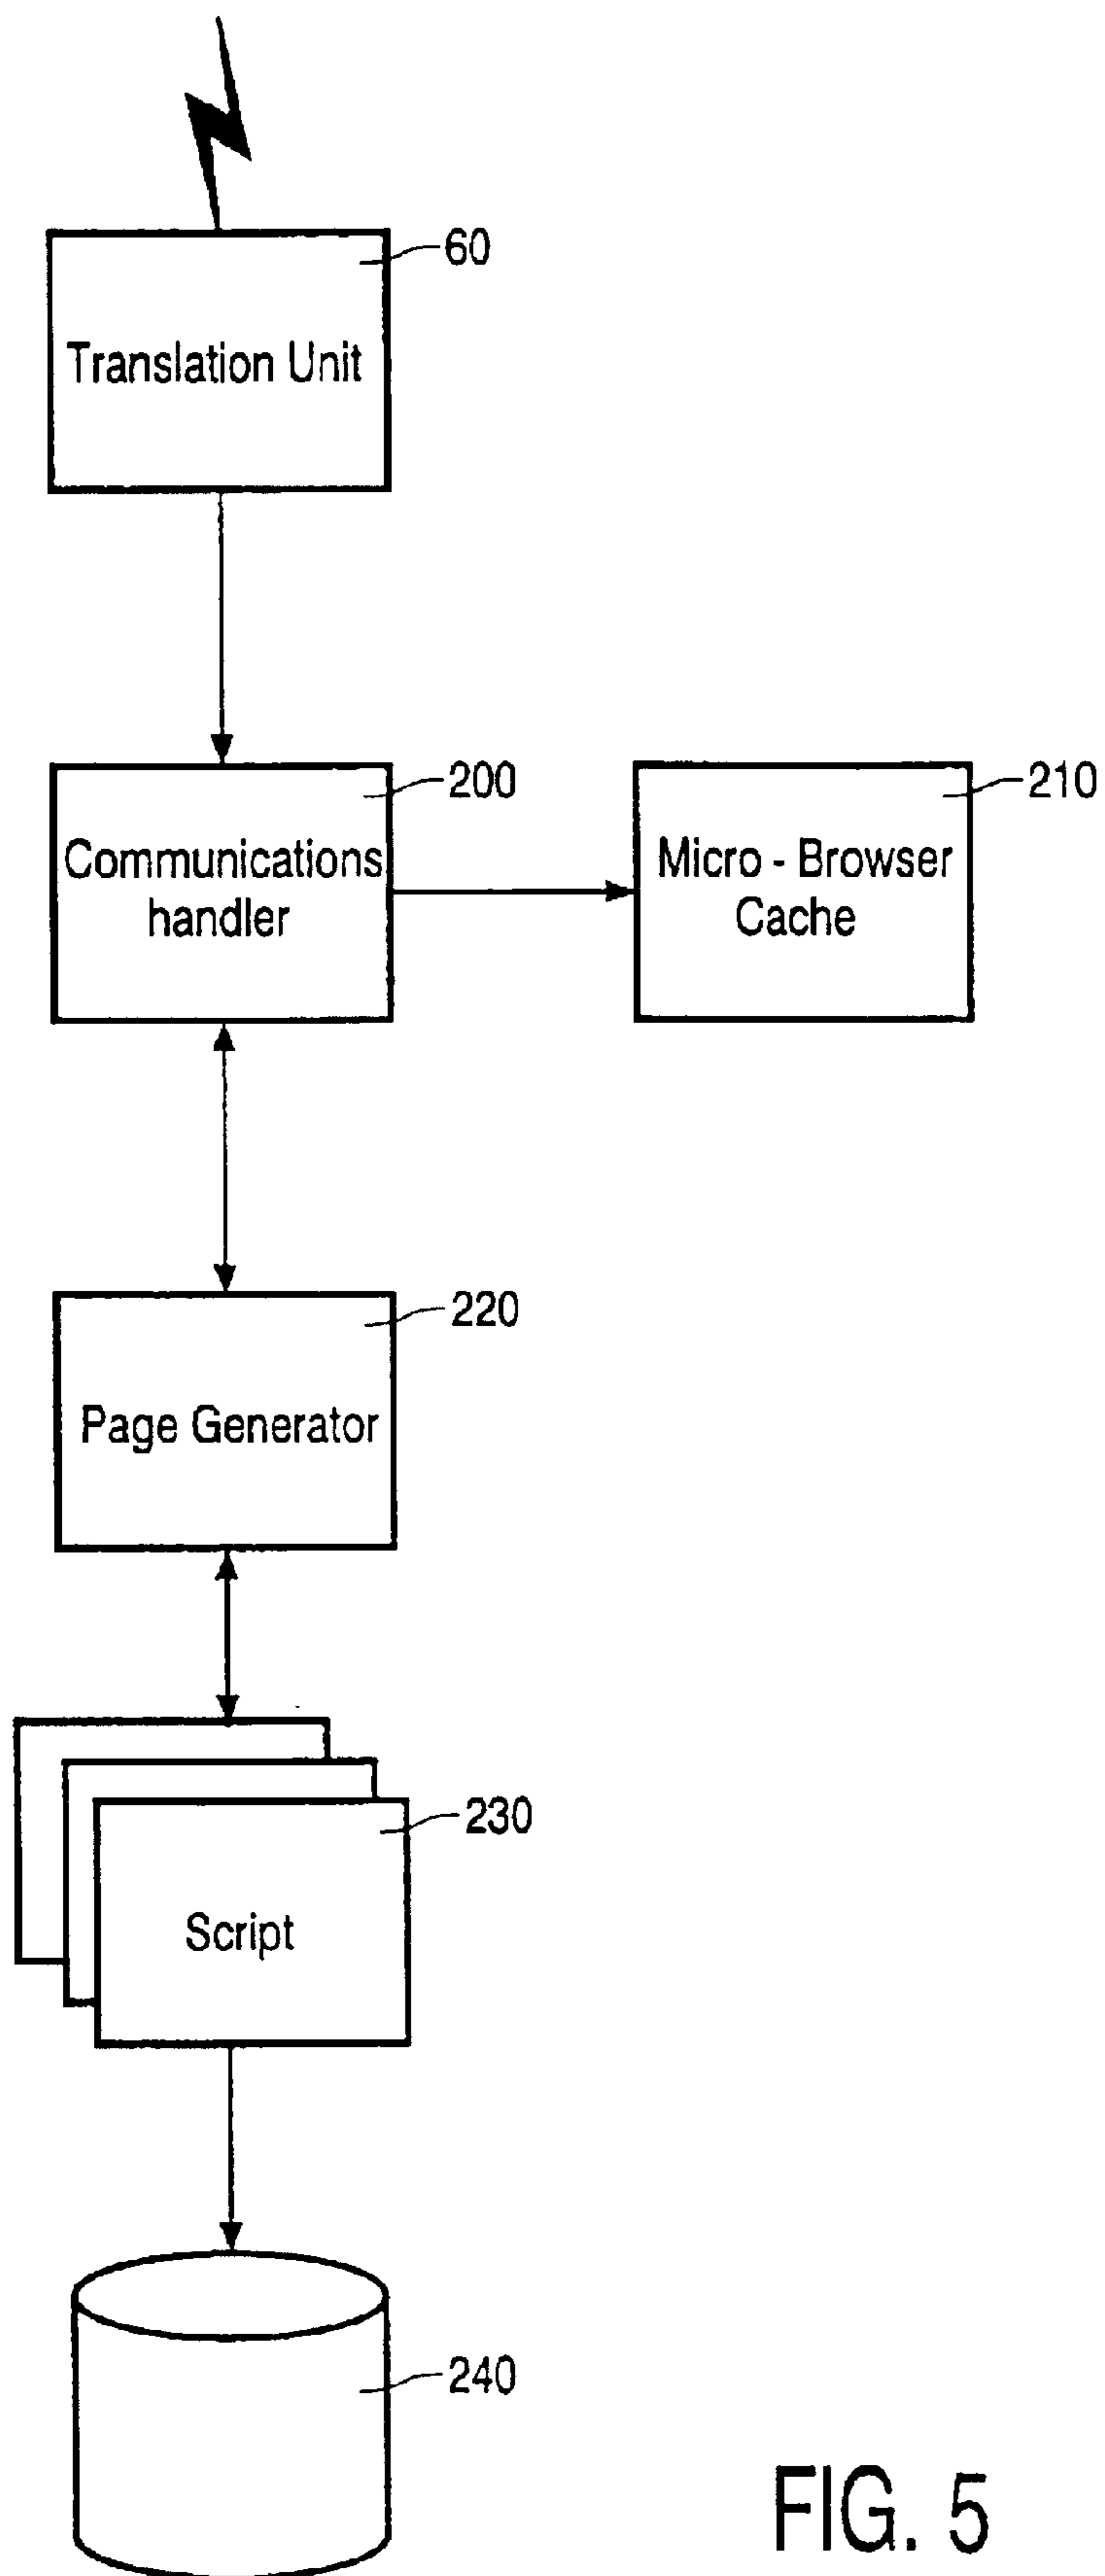 60
Translation Unit
200
210
Communications
handler
Micro - Browser
Cache
220
Page Generator
230
Script
240
FIG. 5